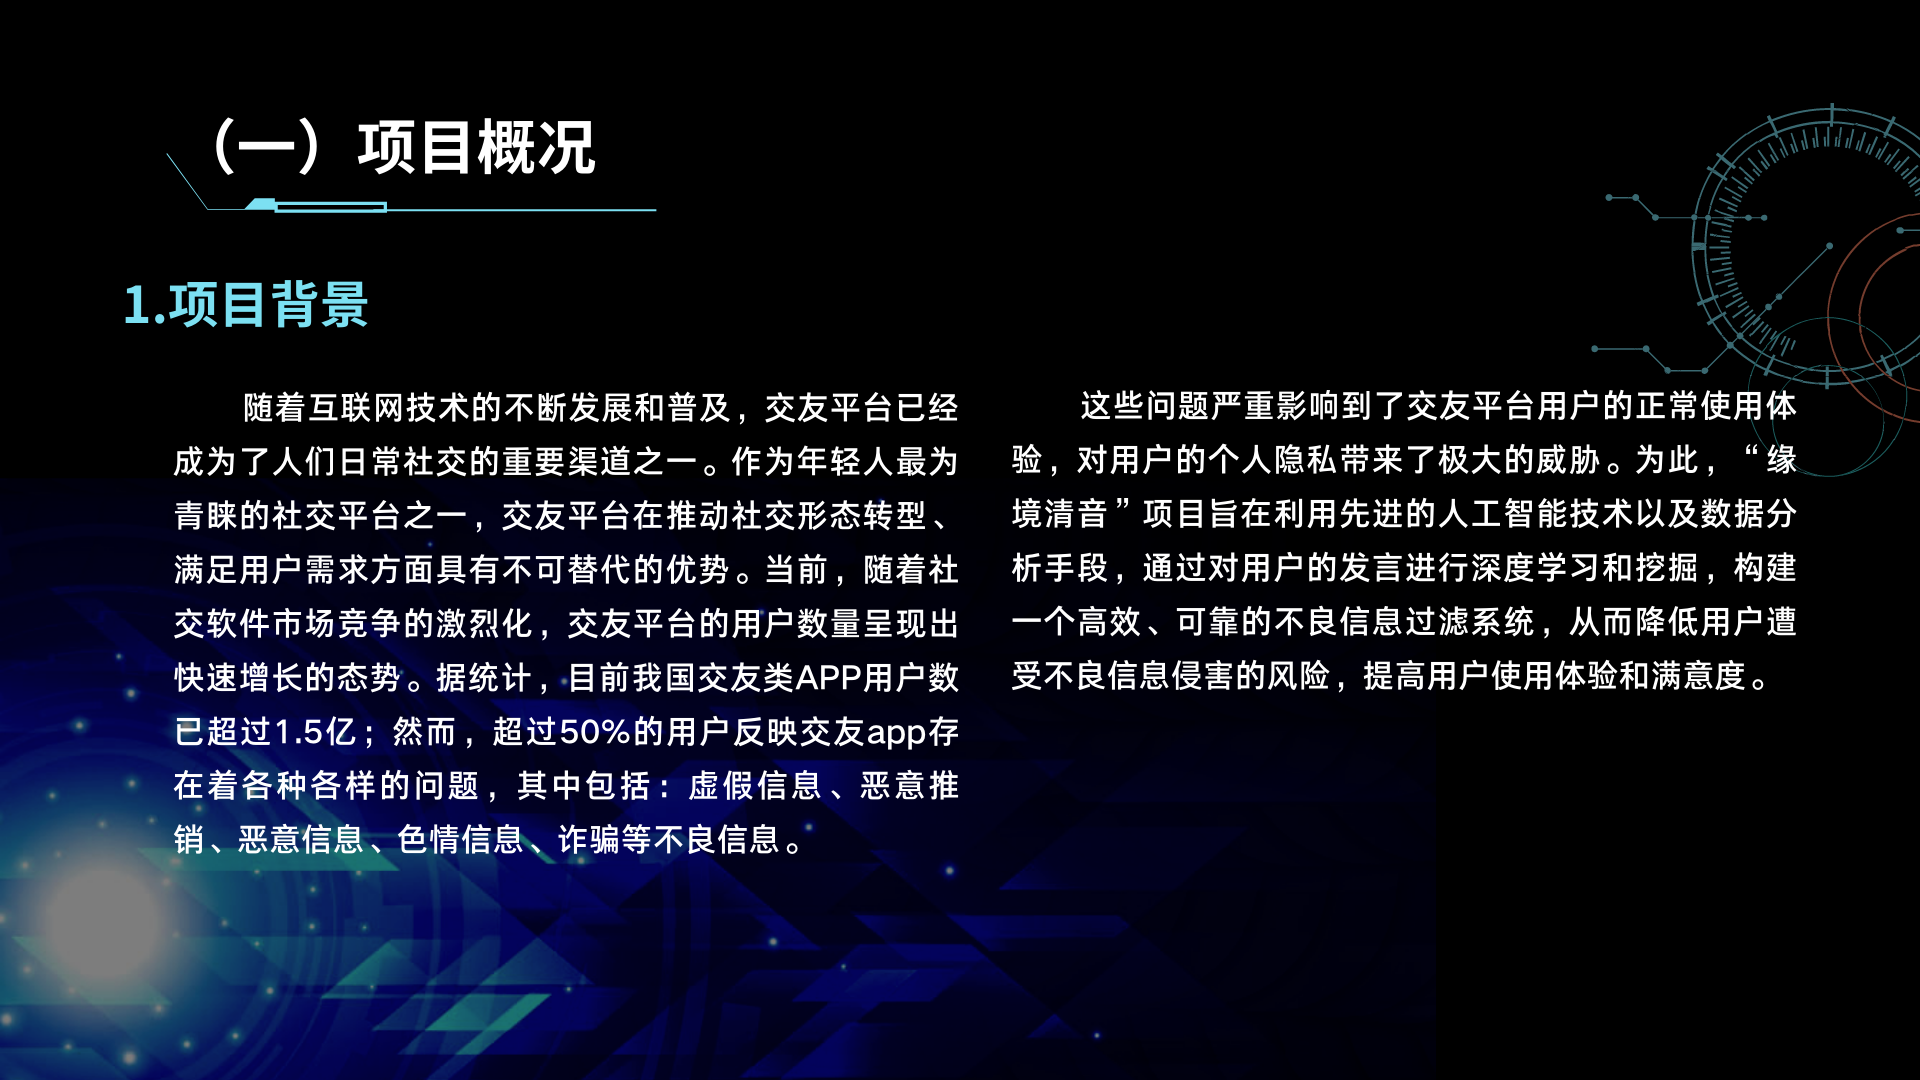 （一）项目概况
1.项目背景
随着互联网技术的不断发展和普及，交友平台已经
成为了人们日常社交的重要渠道之一。作为年轻人最为
青睐的社交平台之一，交友平台在推动社交形态转型、
满足用户需求方面具有不可替代的优势。当前，随着社
交软件市场竞争的激烈化，交友平台的用户数量呈现出
快速增长的态势。据统计，目前我国交友类APP用户数
已超过1.5亿；然而，超过50%的用户反映交友app存
在着各种各样的问题，其中包括：虚假信息、恶意推
销、恶意信息、色情信息、诈骗等不良信息。
这些问题严重影响到了交友平台用户的正常使用体
验，对用户的个人隐私带来了极大的威胁。为此，“缘
境清音”项目旨在利用先进的人工智能技术以及数据分
析手段，通过对用户的发言进行深度学习和挖掘，构建
一个高效、可靠的不良信息过滤系统，从而降低用户遭
受不良信息侵害的风险，提高用户使用体验和满意度。